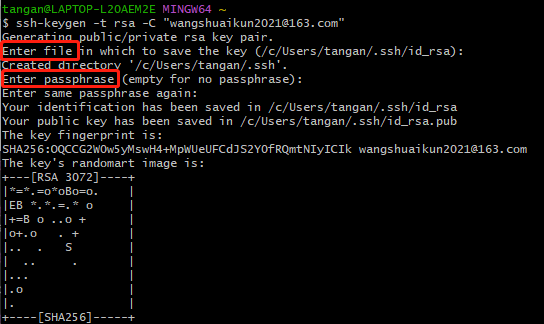 tangan@LAPTOP-L2OAEM2E MINGW64 ~
$ ssh-keygen -t rsa -C "wangshuaikun2021@163.com"
Generating public/private rsa key pair.
Enter file in which to save the key (/c/Users/tangan/.ssh/id_rsa):
Created directory '/c/Users/tangan/.ssh'.
Enter passphrase (empty for no passphrase):
Enter same passphrase again:
Your identification has been saved in /c/Users/tangan/.ssh/id_rsa
Your public key has been saved in /c/Users/tangan/.ssh/id_rsa.pub
The key fingerprint is:
SHA256:OQCCG2WOw5yMswH4+MpWUeUFCdJS2YOfRQmtNIyICIk wangshuaikun2021@163.com
The key's randomart image is:
+---[RSA 3072]----+
|*=*.=o*oBo=o.    |
|EB *.*.=.* o     |
|+=B o ..o +      |
|o+.o   . +       |
|..  .   S        |
|  ..     .       |
|...              |
|.o               |
|.                |
+----[SHA256]-----+